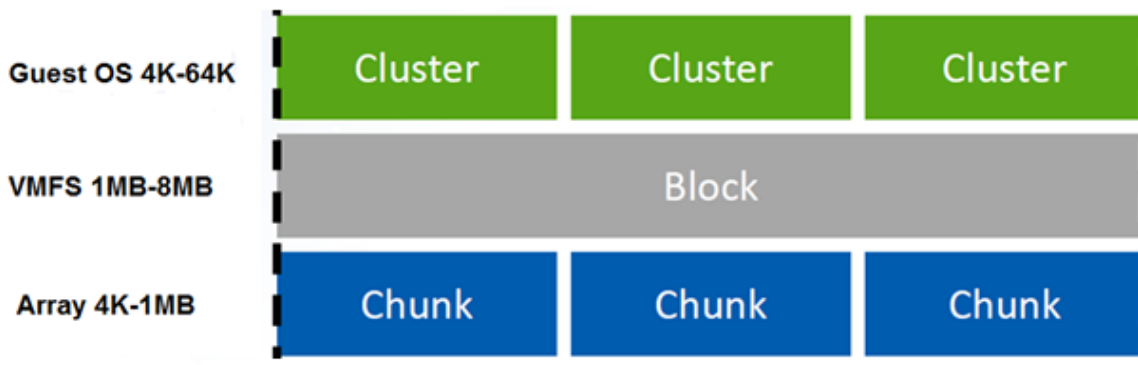 Guest OS 4K-64K Cluster Cluster Cluster
VMFS 1MB-8MB Block
Array 4K-1MB Chunk Chunk Chunk